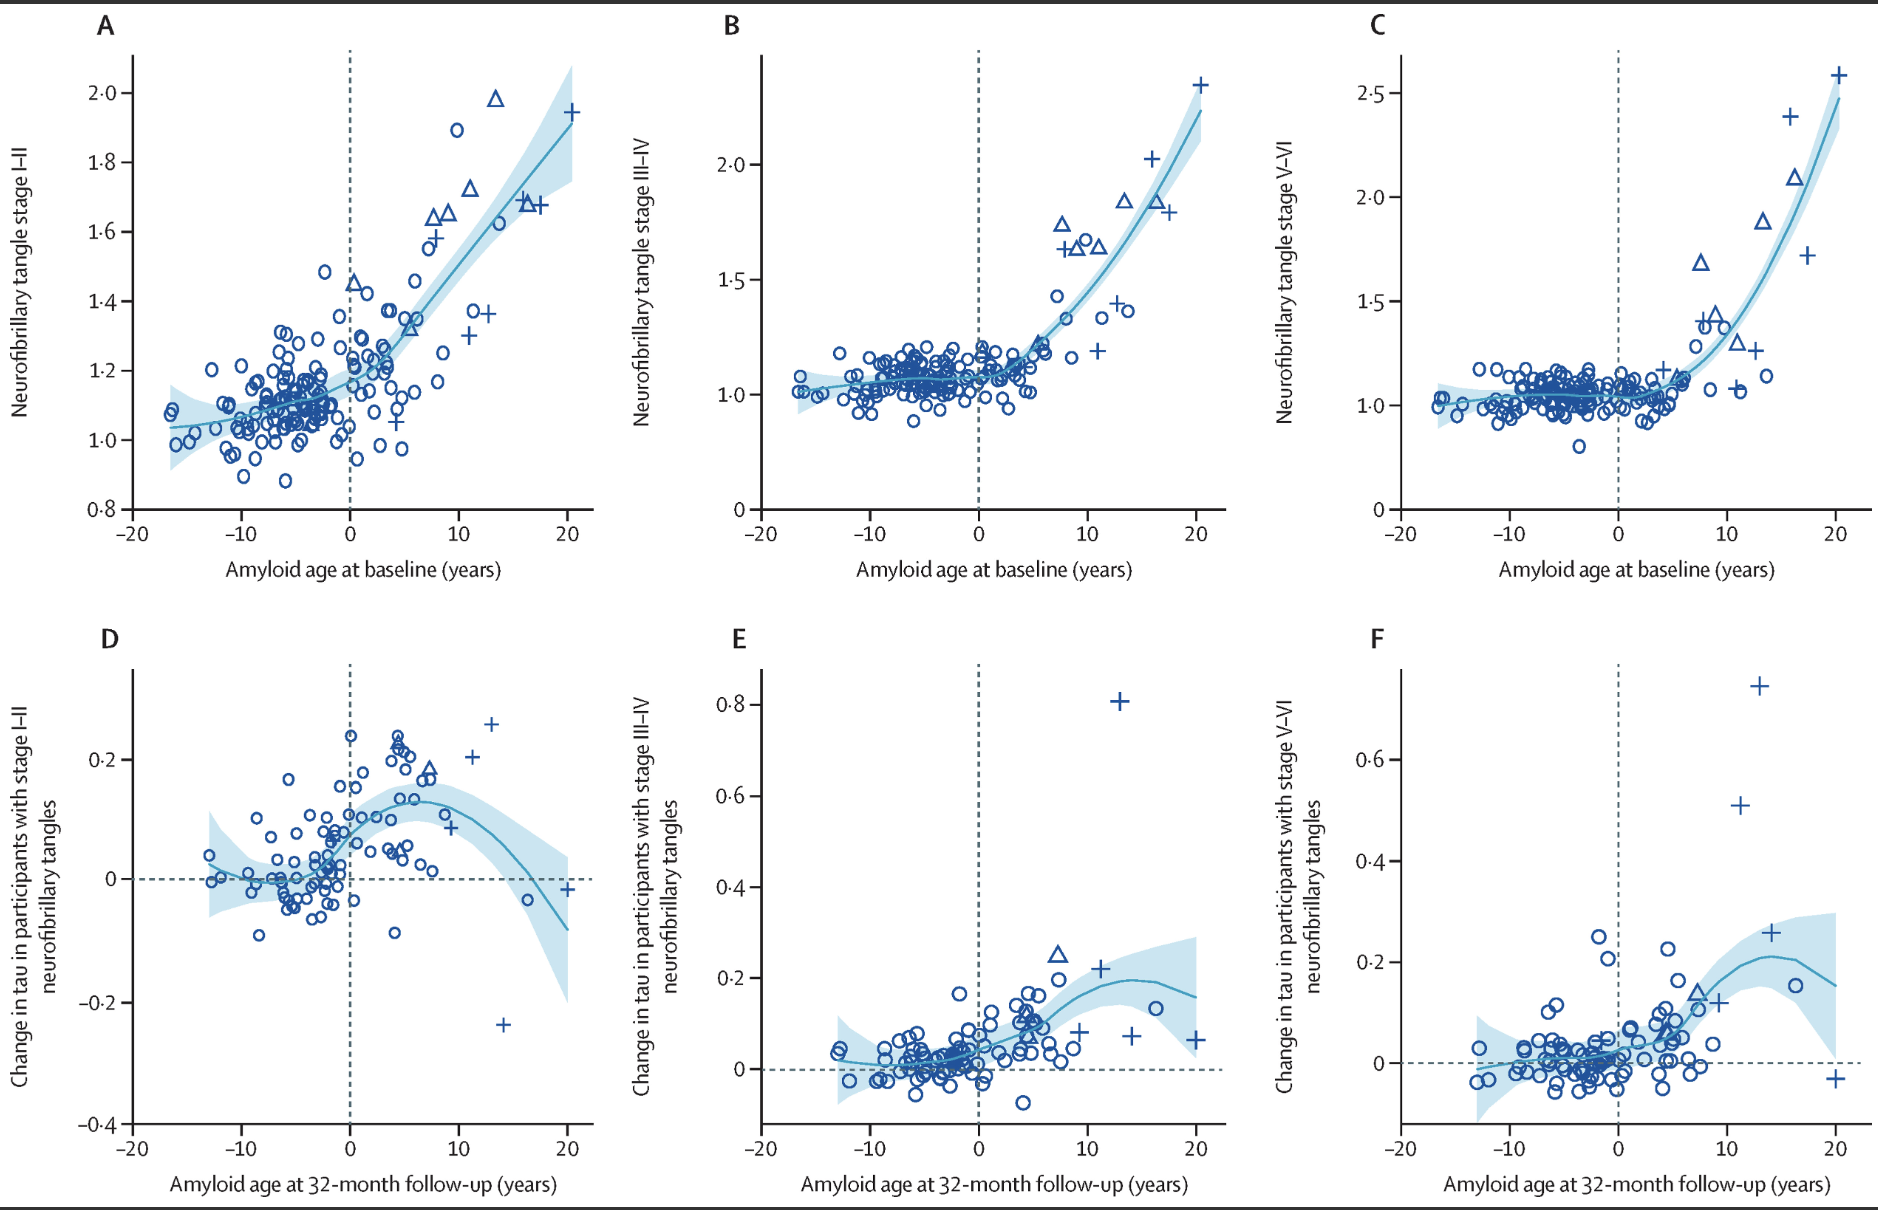 A
Neurofibrillary tangle stage I–II
2·0
1·8
1·6
1·4
1·2
1·0
0·8
–20 –10 0 10 20
Amyloid age at baseline (years)
B
Neurofibrillary tangle stage III–IV
2·0
1·5
1·0
0
–20 –10 0 10 20
Amyloid age at baseline (years)
C
Neurofibrillary tangle stage V–VI
2·5
2·0
1·5
1·0
0
–20 –10 0 10 20
Amyloid age at baseline (years)
D
Change in tau in participants with stage I–II
neurofibrillary tangles
0·2
0
–0·2
–0·4
–20 –10 0 10 20
Amyloid age at 32-month follow-up (years)
E
Change in tau in participants with stage III–IV
neurofibrillary tangles
0·8
0·6
0·4
0·2
0
–20 –10 0 10 20
Amyloid age at 32-month follow-up (years)
F
Change in tau in participants with stage V–VI
neurofibrillary tangles
0·6
0·4
0·2
0
–20 –10 0 10 20
Amyloid age at 32-month follow-up (years)